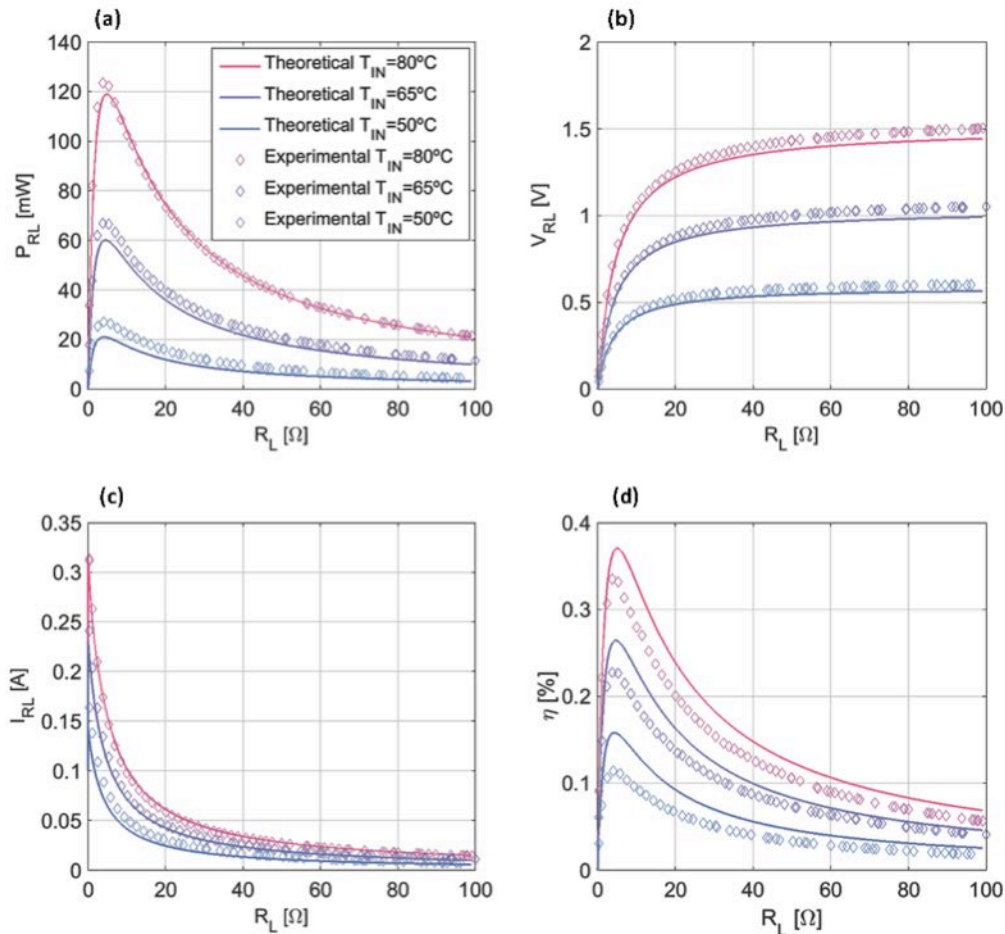 (a)
140
120
100
80
60
40
20
0
P_RL [mW]
Theoretical T_IN=80ºC
Theoretical T_IN=65ºC
Theoretical T_IN=50ºC
Experimental T_IN=80ºC
Experimental T_IN=65ºC
Experimental T_IN=50ºC
0 20 40 60 80 100
R_L [Ω]
(b)
2
1.5
1
0.5
0
V_RL [V]
0 20 40 60 80 100
R_L [Ω]
(c)
0.35
0.3
0.25
0.2
0.15
0.1
0.05
0
I_RL [A]
0 20 40 60 80 100
R_L [Ω]
(d)
0.4
0.3
0.2
0.1
0
η [%]
0 20 40 60 80 100
R_L [Ω]